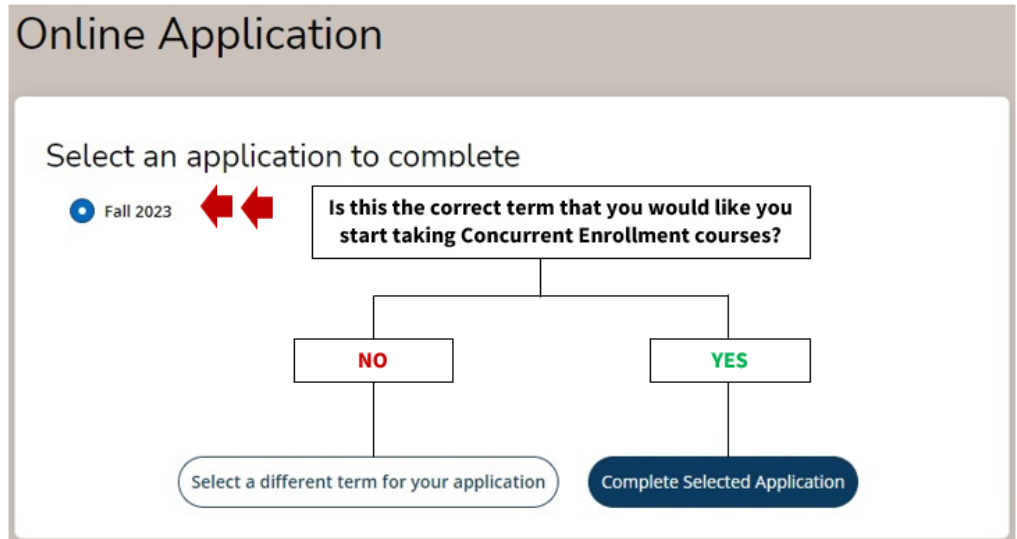 Online Application
Select an application to complete
Fall 2023
Is this the correct term that you would like you
start taking Concurrent Enrollment courses?
NO
YES
Select a different term for your application
Complete Selected Application